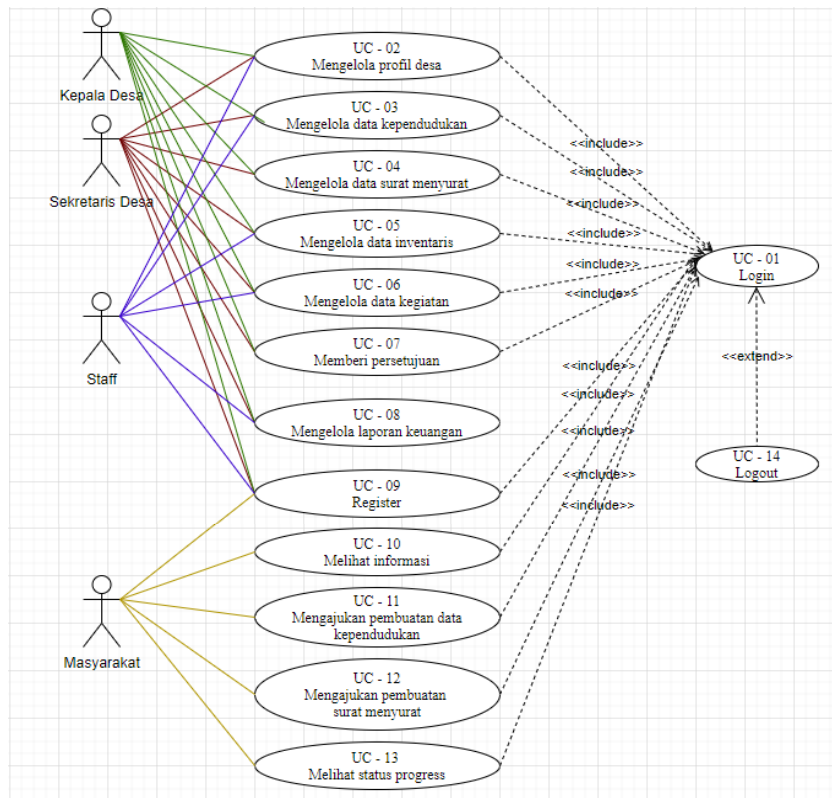 Kepala Desa
Sekretaris Desa
Staff
Masyarakat
UC - 02
Mengelola profil desa
UC - 03
Mengelola data kependudukan
UC - 04
Mengelola data surat menyurat
UC - 05
Mengelola data inventaris
UC - 06
Mengelola data kegiatan
UC - 07
Memberi persetujuan
UC - 08
Mengelola laporan keuangan
UC - 09
Register
UC - 10
Melihat informasi
UC - 11
Mengajukan pembuatan data
kependudukan
UC - 12
Mengajukan pembuatan
surat menyurat
UC - 13
Melihat status progress
<<include>>
<<include>>
<<include>>
<<include>>
<<include>>
<<include>>
<<include>>
<<include>>
<<include>>
<<include>>
<<include>>
UC - 01
Login
<<extend>>
UC - 14
Logout